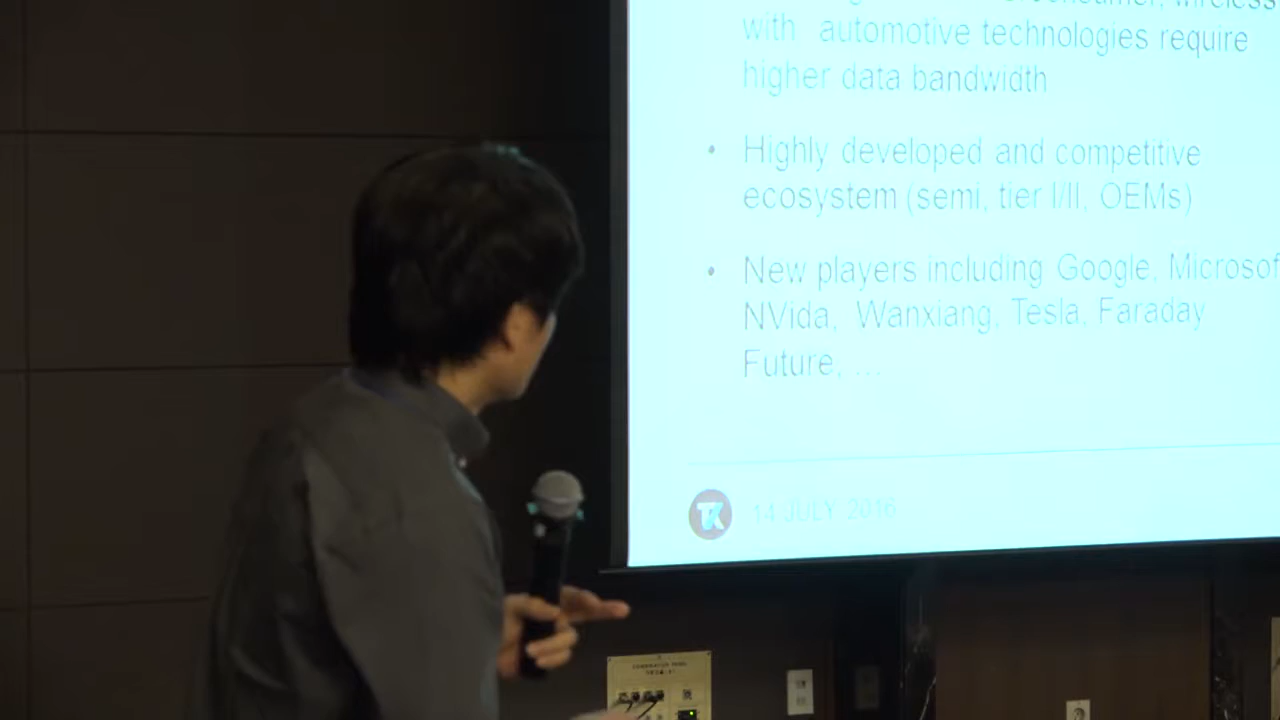 with automotive technologies require
higher data bandwidth
• Highly developed and competitive
ecosystem (semi, tier I/II, OEMs)
• New players including Google, Microsof
NVida, Wanxiang, Tesla, Faraday
Future, ...
TK 14 JULY 2016